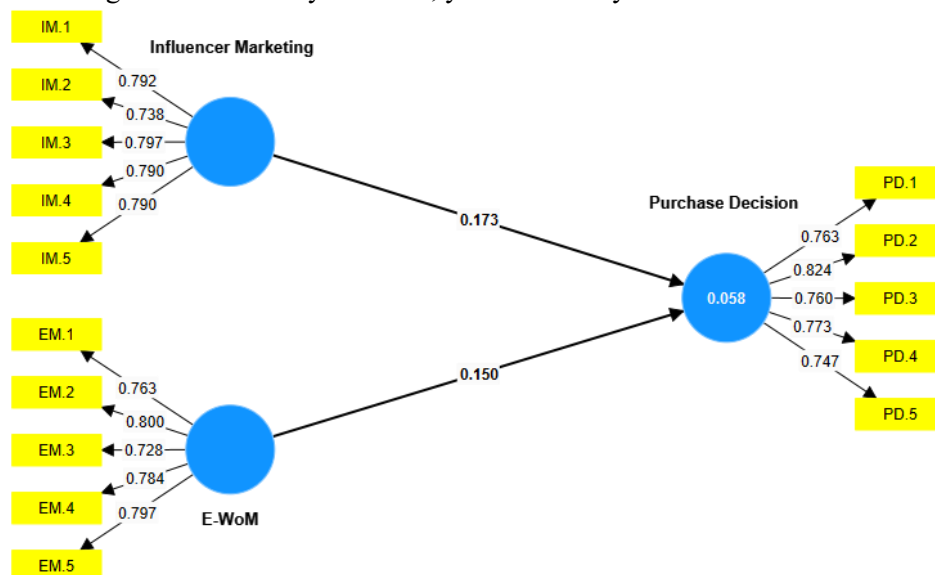 IM.1
Influencer Marketing
0.792
IM.2
0.738
IM.3
0.797
IM.4
0.790
0.790
IM.5
0.173
Purchase Decision
PD.1
0.763
PD.2
0.824
0.058
0.760
PD.3
0.773
PD.4
0.747
PD.5
0.150
EM.1
0.763
EM.2
0.800
EM.3
0.728
0.784
EM.4
0.797
E-WoM
EM.5